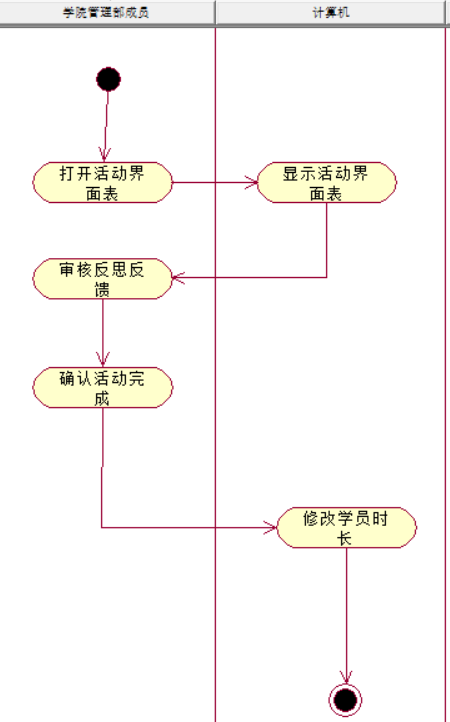 学院管理部成员
计算机
打开活动界
面表
显示活动界
面表
审核反思反
馈
确认活动完
成
修改学员时
长